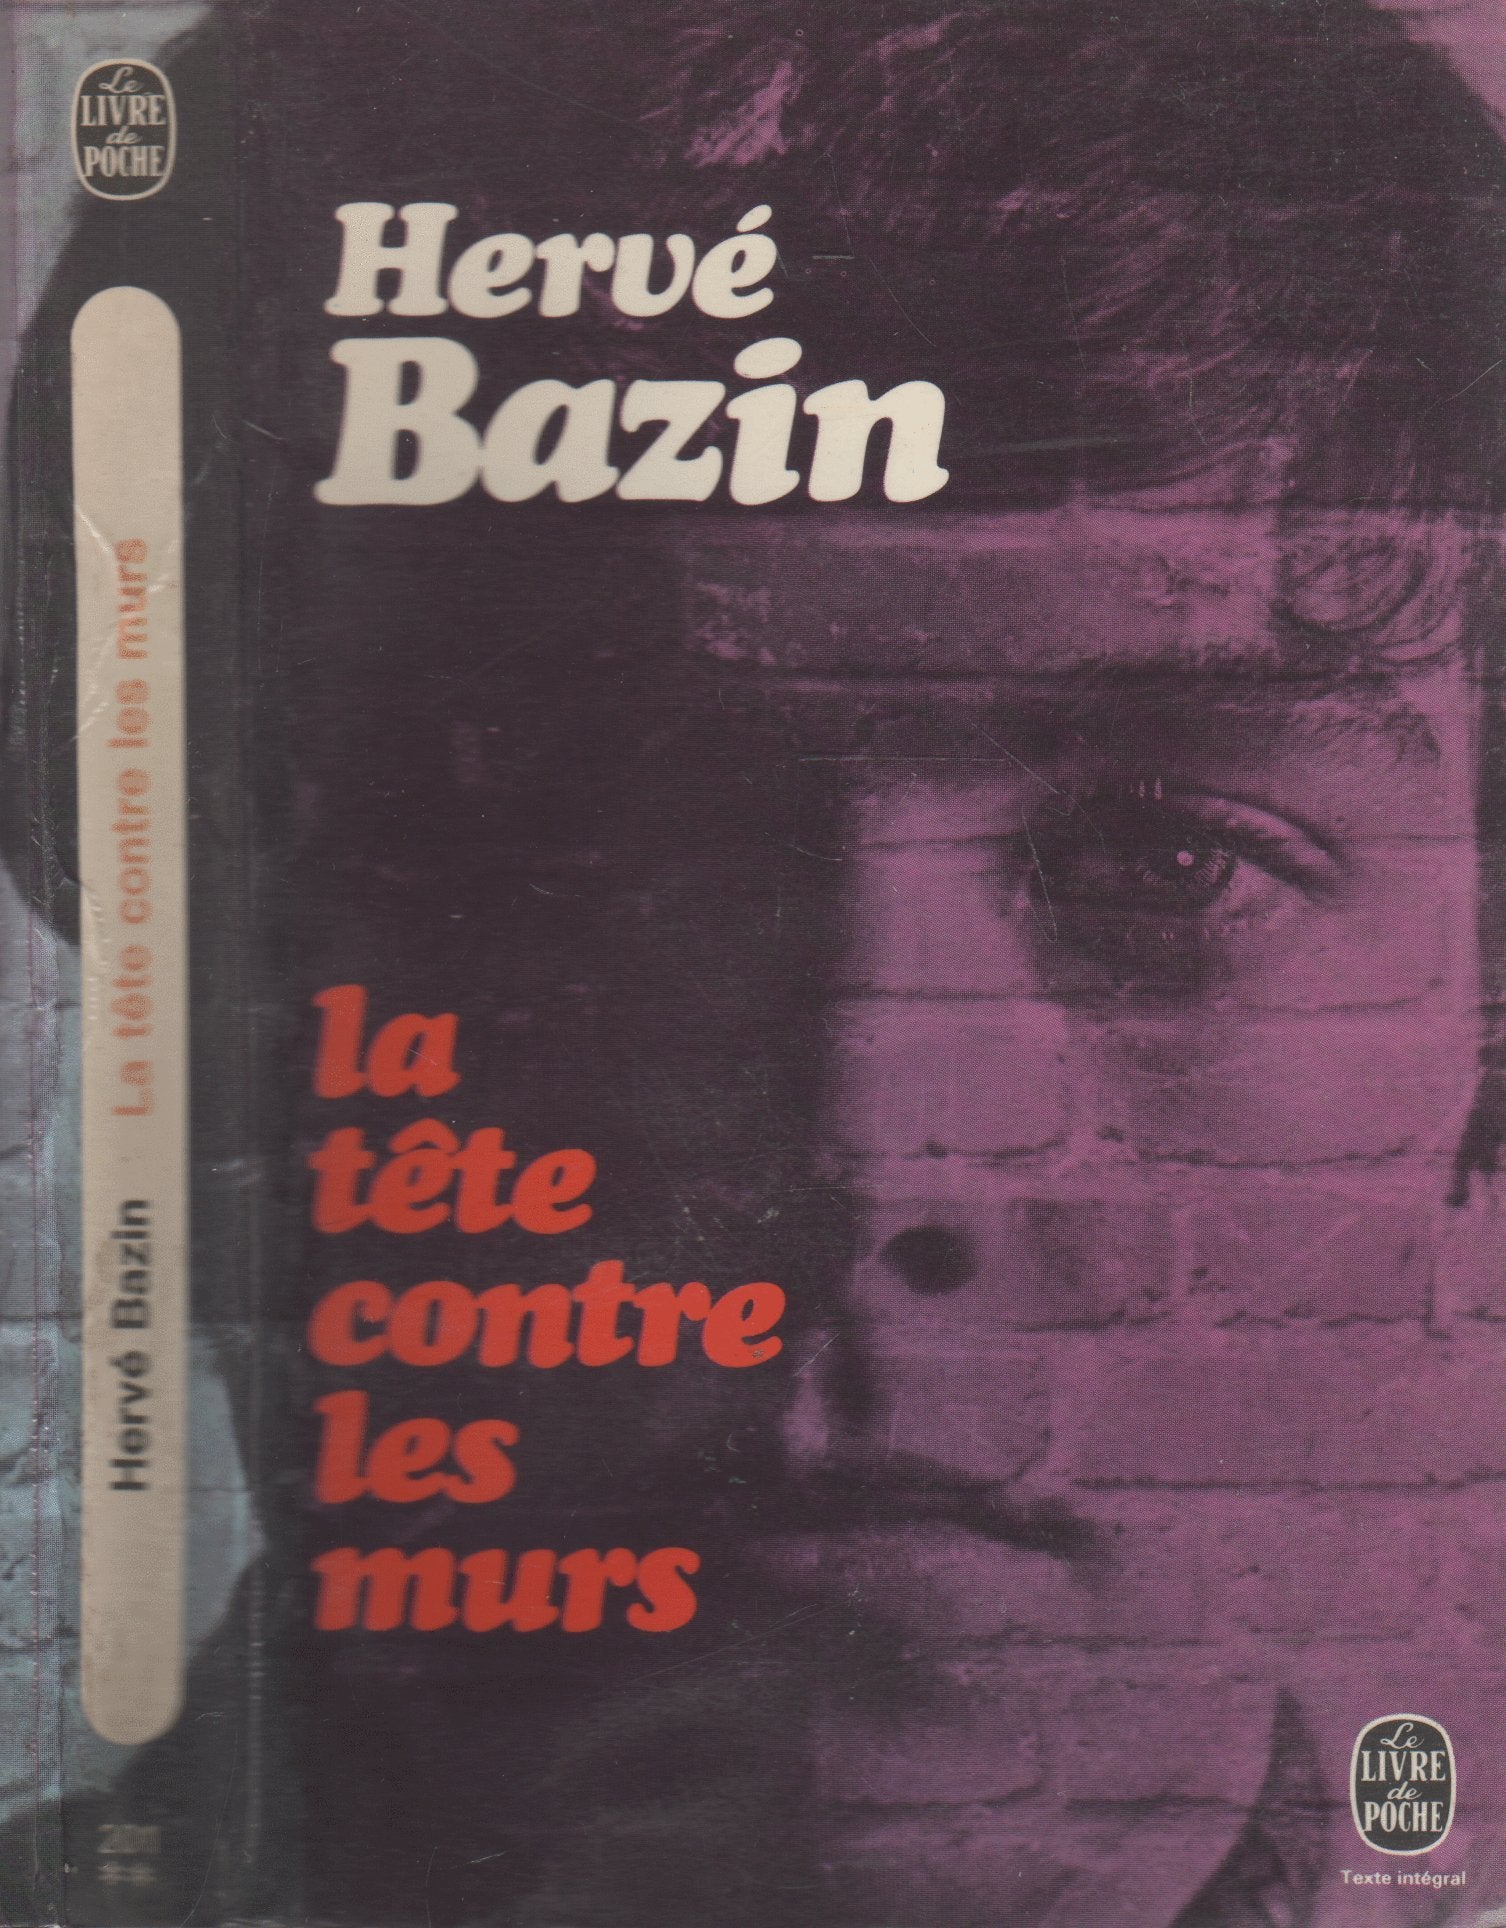 Le
LIVRE
de
POCHE
Hervé Bazin La tête contre les murs
Hervé
Bazin
la
tête
contre
les
murs
Le
LIVRE
de
POCHE
Texte intégral